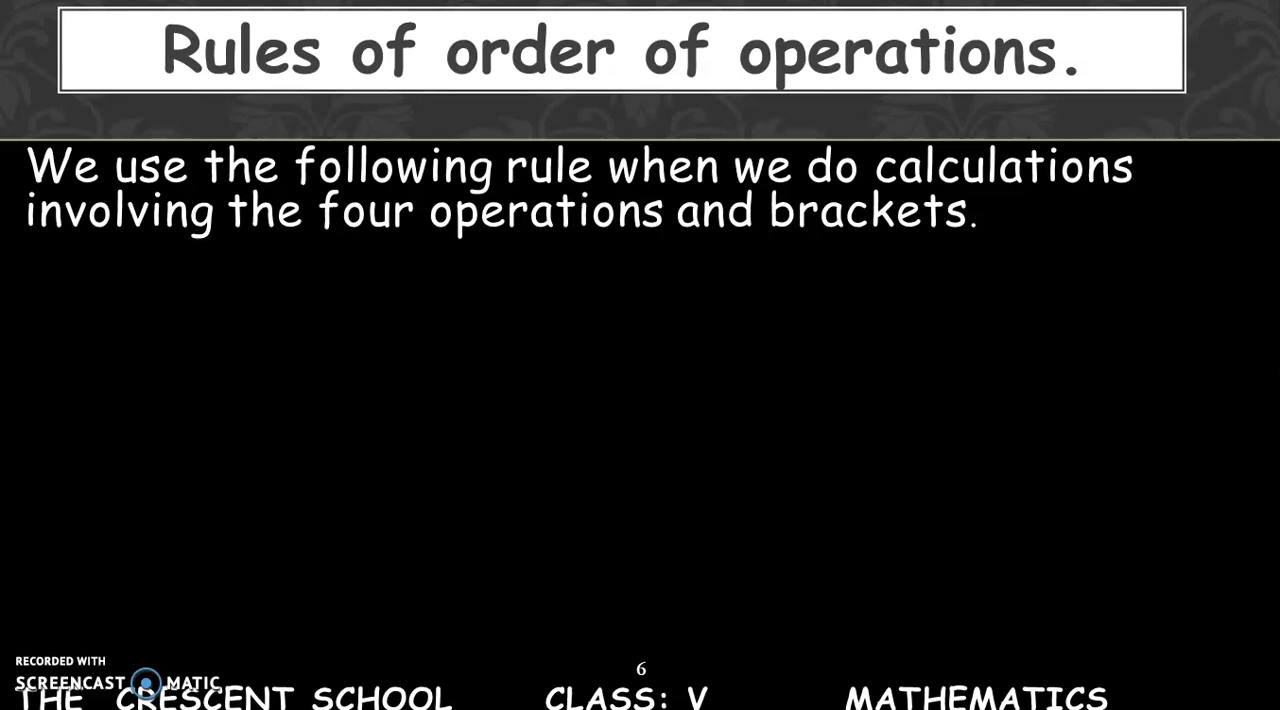 Rules of order of operations.
We use the following rule when we do calculations
involving the four operations and brackets.
RECORDED WITH
SCREENCAST MATIC
6
THE CRESCENT SCHOOL CLASS: V MATHEMATICS